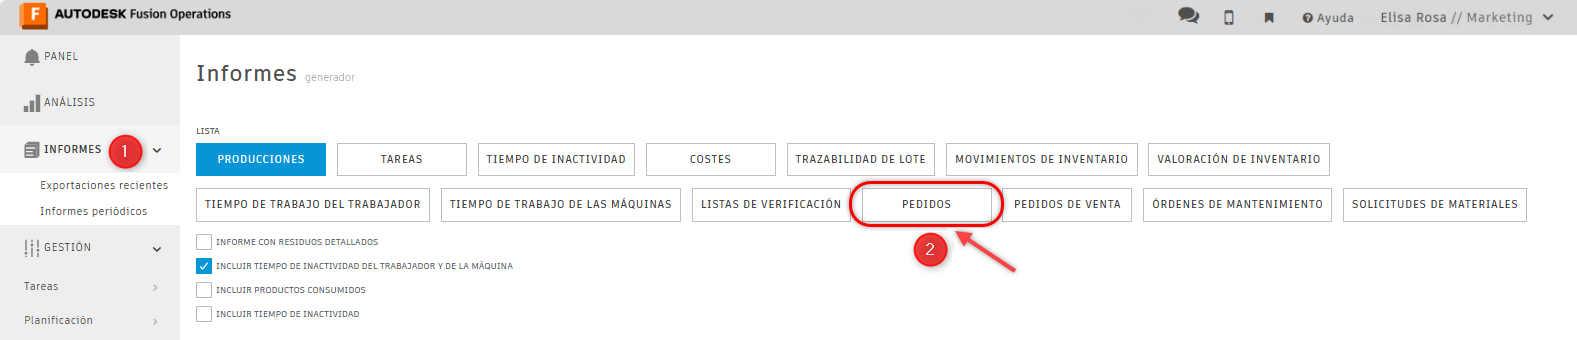 F AUTODESK Fusion Operations
Ayuda
Elisa Rosa // Marketing
PANEL
ANÁLISIS
INFORMES 1
Exportaciones recientes
Informes periódicos
GESTIÓN
Tareas
Planificación
Informes generador
LISTA
PRODUCCIONES TAREAS TIEMPO DE INACTIVIDAD COSTES TRAZABILIDAD DE LOTE MOVIMIENTOS DE INVENTARIO VALORACIÓN DE INVENTARIO
TIEMPO DE TRABAJO DEL TRABAJADOR TIEMPO DE TRABAJO DE LAS MÁQUINAS LISTAS DE VERIFICACIÓN PEDIDOS PEDIDOS DE VENTA ÓRDENES DE MANTENIMIENTO SOLICITUDES DE MATERIALES
2
INFORME CON RESIDUOS DETALLADOS
INCLUIR TIEMPO DE INACTIVIDAD DEL TRABAJADOR Y DE LA MÁQUINA
INCLUIR PRODUCTOS CONSUMIDOS
INCLUIR TIEMPO DE INACTIVIDAD